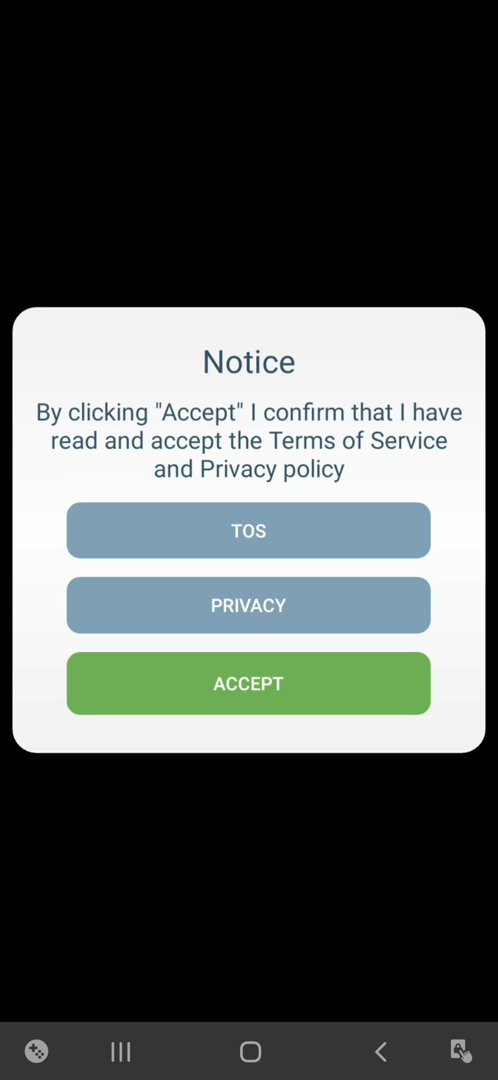 Notice
By clicking "Accept" I confirm that I have
read and accept the Terms of Service
and Privacy policy
TOS
PRIVACY
ACCEPT